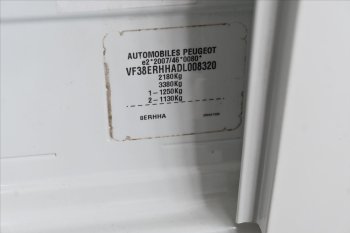 AUTOMOBILES PEUGEOT
e2*2007/46*0080*
VF38ERHHADL008320
2180Kg
3380Kg
1-1250Kg
2-1130Kg
8ERHHA